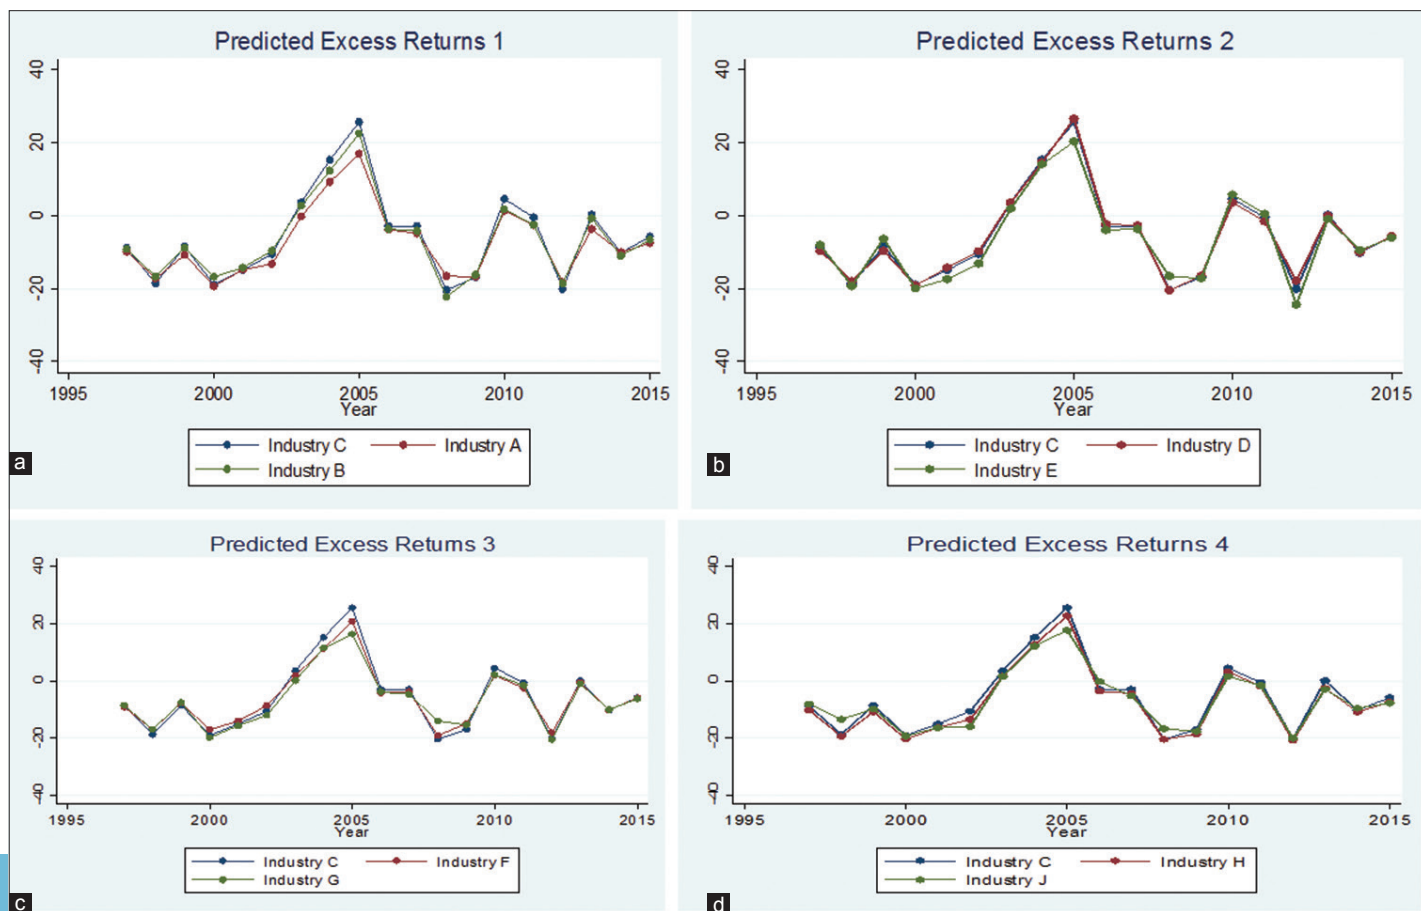 Predicted Excess Returns 1
40
20
0
-20
-40
1995 2000 2005 2010 2015
Year
Industry C Industry A
Industry B
a
Predicted Excess Returns 2
40
20
0
-20
-40
1995 2000 2005 2010 2015
Year
Industry C Industry D
Industry E
b
Predicted Excess Returns 3
40
20
0
-20
-40
1995 2000 2005 2010 2015
Year
Industry C Industry F
Industry G
c
Predicted Excess Returns 4
40
20
0
-20
-40
1995 2000 2005 2010 2015
Year
Industry C Industry H
Industry J
d